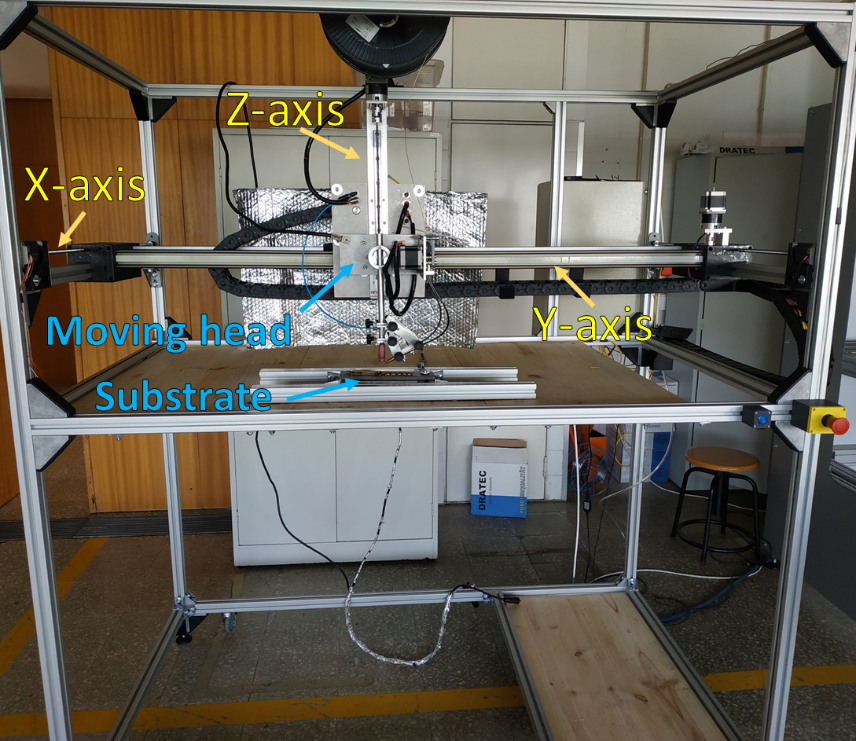 Z-axis
DRATEC
X-axis
Moving head
Y-axis
Substrate
DRATEC